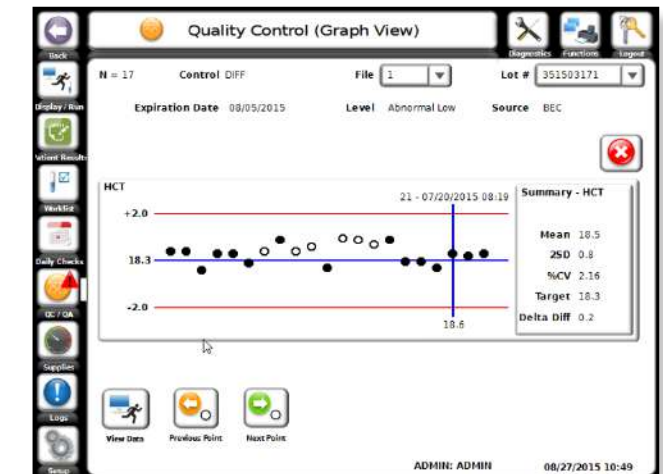 Quality Control (Graph View)
Back
Diagnostics
Functions
Logout
N = 17 Control DIFF File 1 Lot # 351503171
Display / Run
Expiration Date 08/05/2015 Level Abnormal Low Source BEC
Patient Results
Worklist
HCT
21 - 07/20/2015 08:19
Summary - HCT
+2.0
Mean 18.5
2SD 0.8
18.3
%CV 2.16
Target 18.3
-2.0
Delta Diff 0.2
18.6
Daily Checks
QC / QA
Supplies
Logs
Setup
View Data
Previous Point
Next Point
ADMIN: ADMIN 08/27/2015 10:49